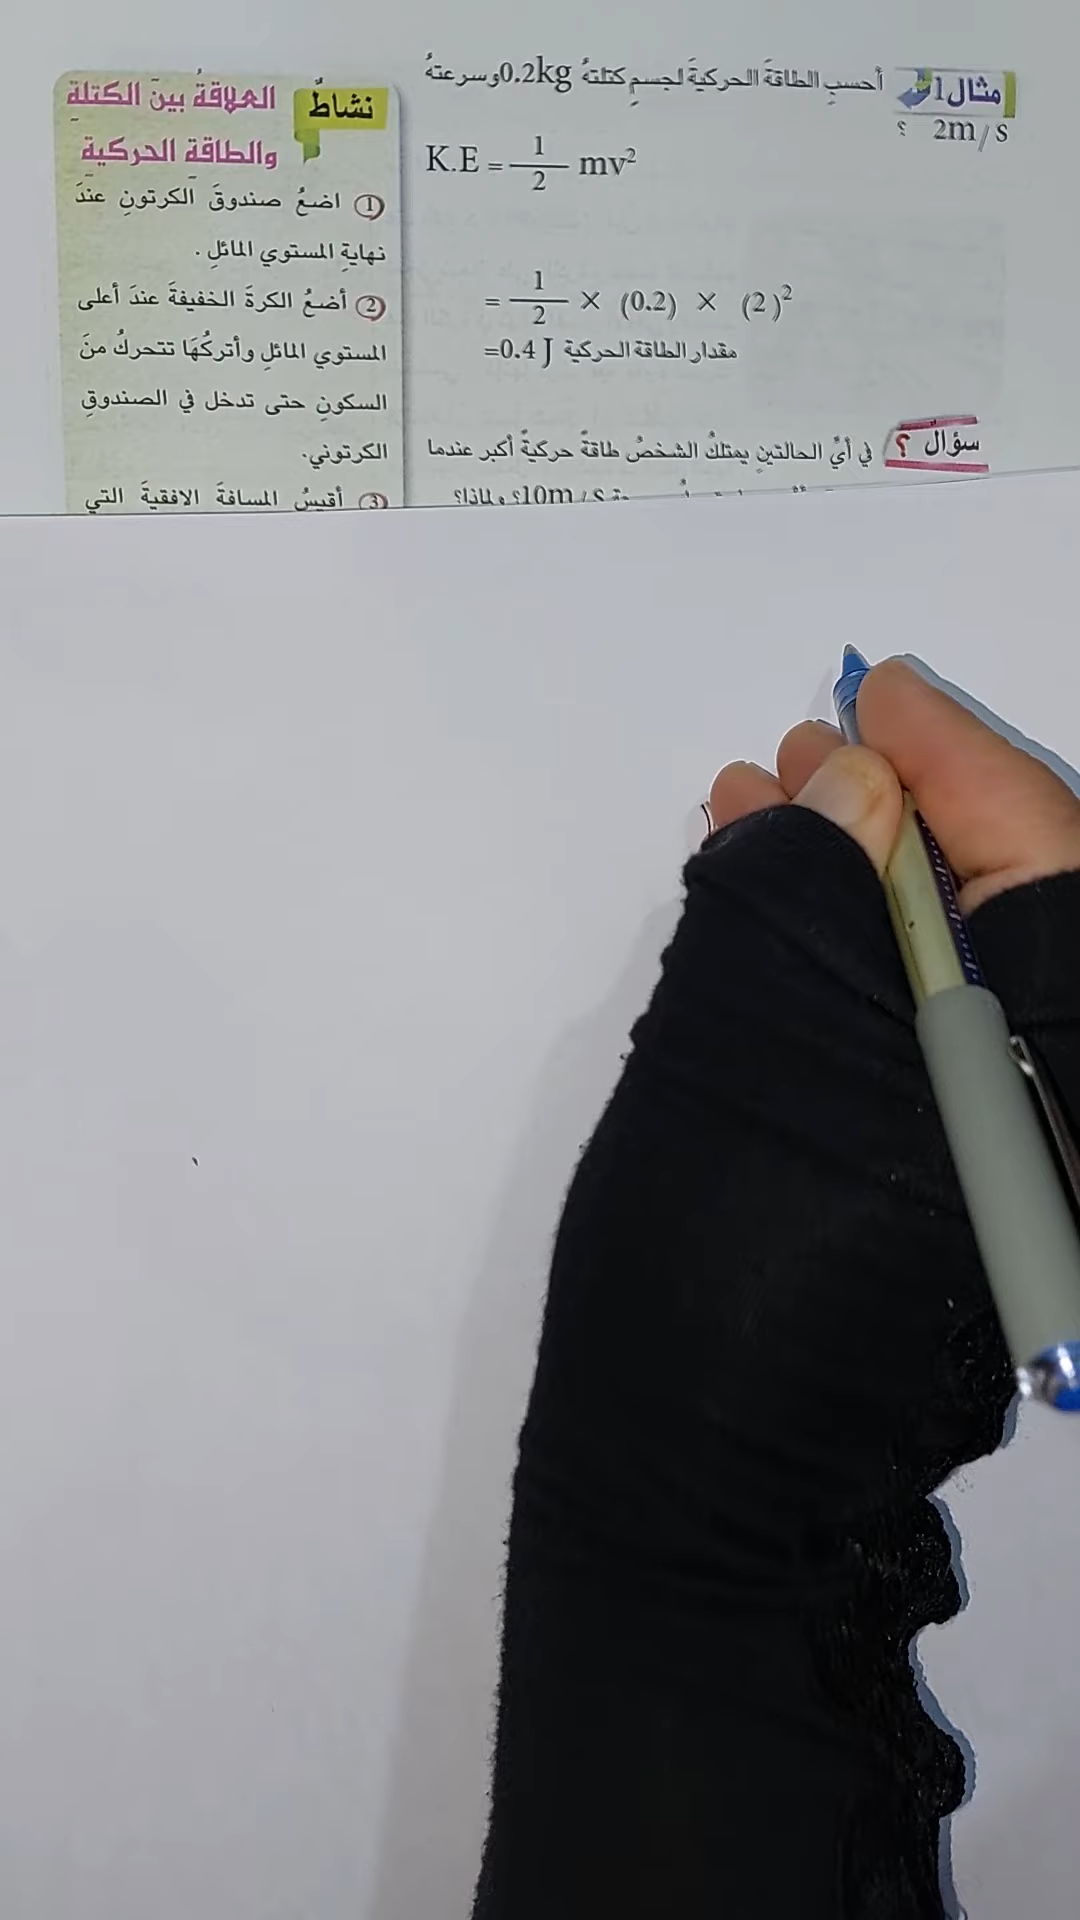 مثال1 أحسبِ الطاقةَ الحركيةَ لجسمٍ كتلتهُ 0.2kg وسرعتهُ
2m/s ؟
K.E = 1/2 mv²
= 1/2 × (0.2) × (2)²
=0.4 J مقدار الطاقة الحركية
سؤال ؟ في أيِّ الحالتينِ يمتلكُ الشخصُ طاقةً حركيةً أكبر عندما
10m/s؟ ولماذا؟
نشاطٌ العلاقةُ بينَ الكتلةِ
والطاقةِ الحركيةِ
① اضعُ صندوقَ الكرتونِ عندَ
نهايةِ المستوي المائلِ .
② أضعُ الكرةَ الخفيفةَ عندَ أعلى
المستوي المائلِ وأتركُهَا تتحركُ منَ
السكونِ حتى تدخل في الصندوقِ
الكرتوني.
③ أقيسُ المسافةَ الافقيةَ التي